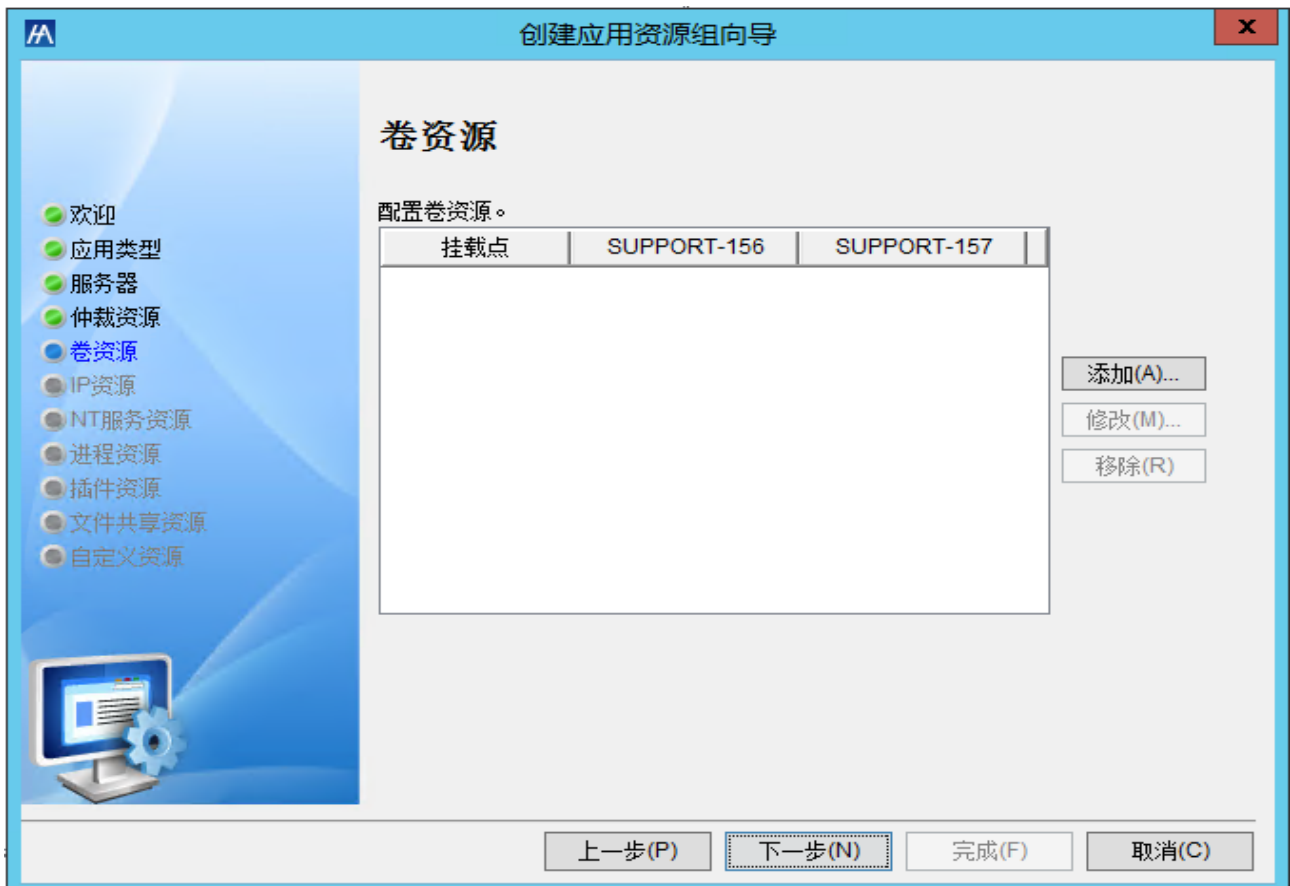 创建应用资源组向导
x
欢迎
应用类型
服务器
仲裁资源
卷资源
IP资源
NT服务资源
进程资源
插件资源
文件共享资源
自定义资源
卷资源
配置卷资源。
挂载点 SUPPORT-156 SUPPORT-157
添加(A)...
修改(M)...
移除(R)
上一步(P) 下一步(N) 完成(F) 取消(C)